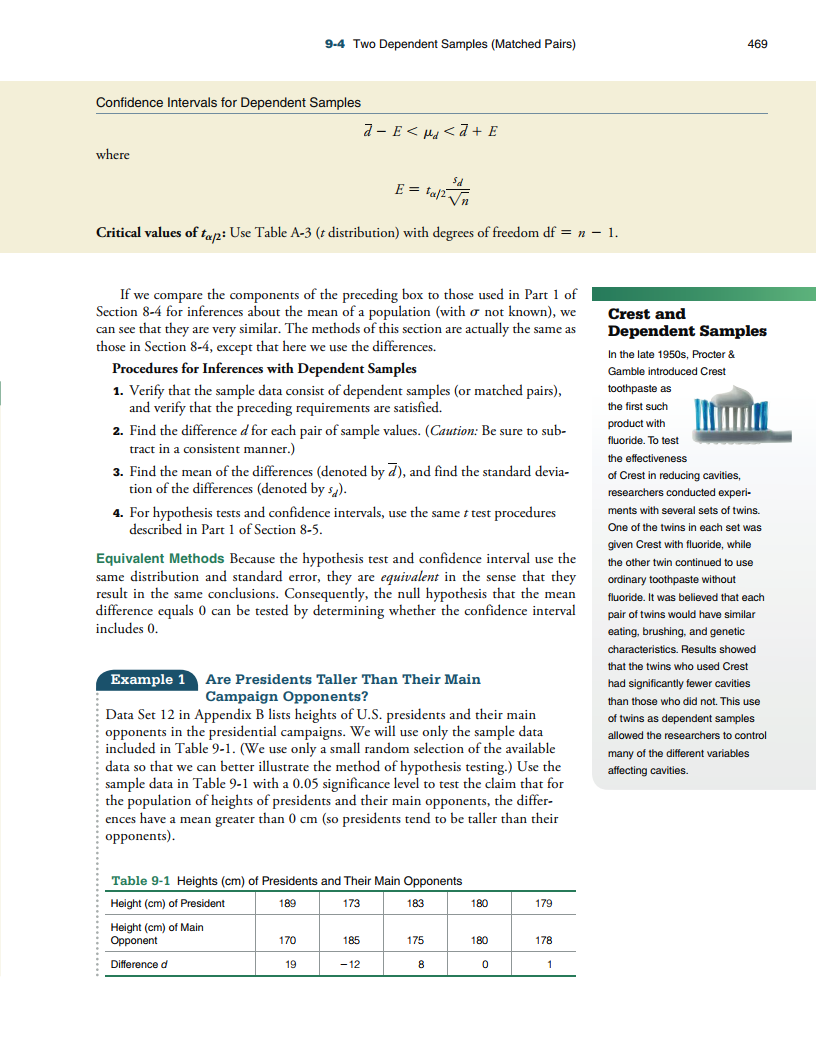 9-4 Two Dependent Samples (Matched Pairs) 469
Confidence Intervals for Dependent Samples
d̄ − E < μd < d̄ + E
where
E = tα/2 sd/√n
Critical values of tα/2: Use Table A-3 (t distribution) with degrees of freedom df = n − 1.
If we compare the components of the preceding box to those used in Part 1 of
Section 8-4 for inferences about the mean of a population (with σ not known), we
can see that they are very similar. The methods of this section are actually the same as
those in Section 8-4, except that here we use the differences.
Procedures for Inferences with Dependent Samples
1. Verify that the sample data consist of dependent samples (or matched pairs),
and verify that the preceding requirements are satisfied.
2. Find the difference d for each pair of sample values. (Caution: Be sure to sub-
tract in a consistent manner.)
3. Find the mean of the differences (denoted by d̄), and find the standard devia-
tion of the differences (denoted by sd).
4. For hypothesis tests and confidence intervals, use the same t test procedures
described in Part 1 of Section 8-5.
Equivalent Methods Because the hypothesis test and confidence interval use the
same distribution and standard error, they are equivalent in the sense that they
result in the same conclusions. Consequently, the null hypothesis that the mean
difference equals 0 can be tested by determining whether the confidence interval
includes 0.
Example 1 Are Presidents Taller Than Their Main
Campaign Opponents?
Data Set 12 in Appendix B lists heights of U.S. presidents and their main
opponents in the presidential campaigns. We will use only the sample data
included in Table 9-1. (We use only a small random selection of the available
data so that we can better illustrate the method of hypothesis testing.) Use the
sample data in Table 9-1 with a 0.05 significance level to test the claim that for
the population of heights of presidents and their main opponents, the differ-
ences have a mean greater than 0 cm (so presidents tend to be taller than their
opponents).
Table 9-1 Heights (cm) of Presidents and Their Main Opponents
Height (cm) of President 189 173 183 180 179
Height (cm) of Main
Opponent 170 185 175 180 178
Difference d 19 −12 8 0 1
Crest and
Dependent Samples
In the late 1950s, Procter &
Gamble introduced Crest
toothpaste as
the first such
product with
fluoride. To test
the effectiveness
of Crest in reducing cavities,
researchers conducted experi-
ments with several sets of twins.
One of the twins in each set was
given Crest with fluoride, while
the other twin continued to use
ordinary toothpaste without
fluoride. It was believed that each
pair of twins would have similar
eating, brushing, and genetic
characteristics. Results showed
that the twins who used Crest
had significantly fewer cavities
than those who did not. This use
of twins as dependent samples
allowed the researchers to control
many of the different variables
affecting cavities.